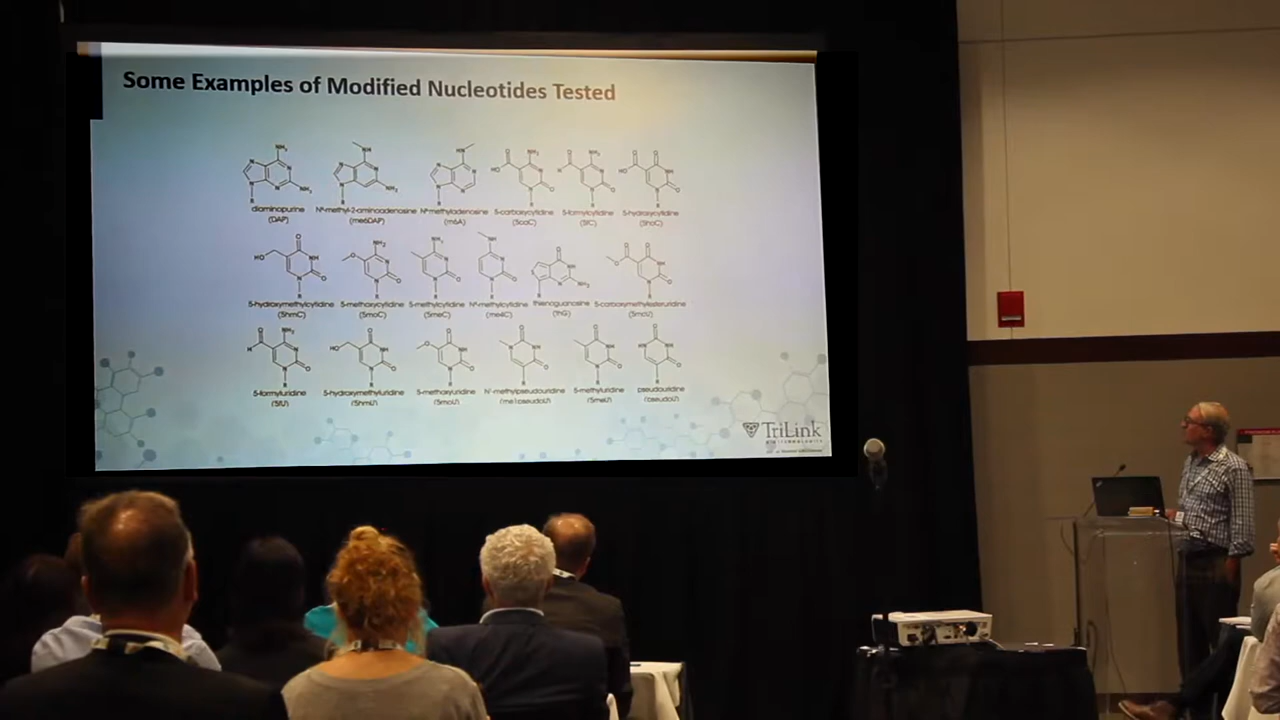 Some Examples of Modified Nucleotides Tested
diaminopurine N⁶-methyl-2-aminoadenosine N⁶-methyladenosine 5-carboxycytidine 5-formylcytidine 5-hydroxycytidine
(DAP) (me6DAP) (m6A) (5caC) (5fC) (5hoC)
5-hydroxymethylcytidine 5-methoxycytidine 5-methylcytidine N⁴-methylcytidine thienoguanosine 5-carboxymethylesteruridine
(5hmC) (5moC) (5meC) (me4C) (thG)
5-formyluridine 5-hydroxymethyluridine 5-methoxyuridine N¹-methylpseudouridine 5-methyluridine pseudouridine
(5fU) (5hmU) (5moU) (me1pseudoU) (5meU) (pseudoU)
TriLink